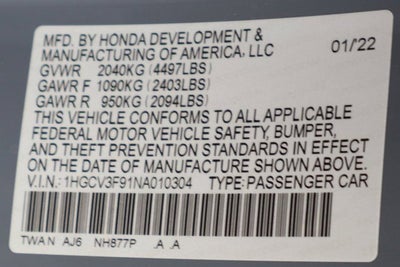 MFD. BY HONDA DEVELOPMENT &
MANUFACTURING OF AMERICA, LLC 01/22
GVWR 2040KG (4497LBS)
GAWR F 1090KG (2403LBS)
GAWR R 950KG (2094LBS)
THIS VEHICLE CONFORMS TO ALL APPLICABLE
FEDERAL MOTOR VEHICLE SAFETY, BUMPER,
AND THEFT PREVENTION STANDARDS IN EFFECT
ON THE DATE OF MANUFACTURE SHOWN ABOVE.
V.I.N.: 1HGCV3F91NA010304 TYPE: PASSENGER CAR
TWA N AJ6 NH877P .A .A